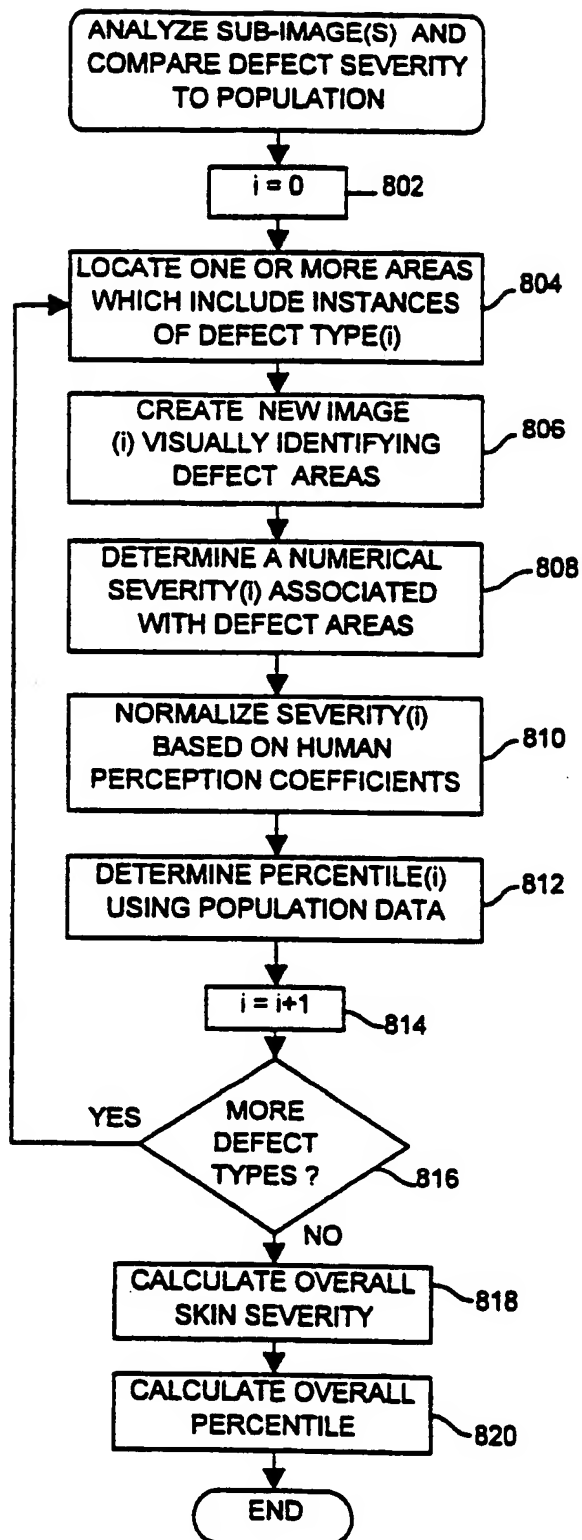 ANALYZE SUB-IMAGE(S) AND
COMPARE DEFECT SEVERITY
TO POPULATION
i = 0
802
LOCATE ONE OR MORE AREAS
WHICH INCLUDE INSTANCES
OF DEFECT TYPE(i)
804
CREATE NEW IMAGE
(i) VISUALLY IDENTIFYING
DEFECT AREAS
806
DETERMINE A NUMERICAL
SEVERITY(i) ASSOCIATED
WITH DEFECT AREAS
808
NORMALIZE SEVERITY(i)
BASED ON HUMAN
PERCEPTION COEFFICIENTS
810
DETERMINE PERCENTILE(i)
USING POPULATION DATA
812
i = i+1
814
YES
MORE
DEFECT
TYPES ?
816
NO
CALCULATE OVERALL
SKIN SEVERITY
818
CALCULATE OVERALL
PERCENTILE
820
END